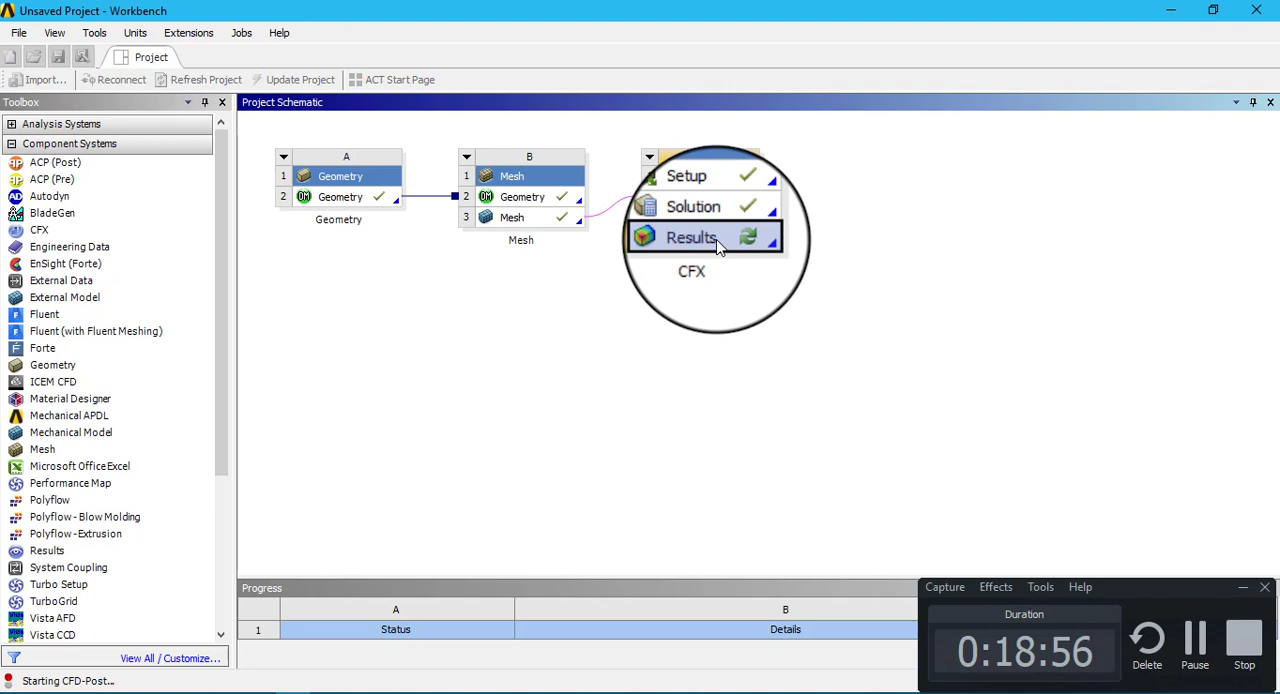 Unsaved Project - Workbench
File View Tools Units Extensions Jobs Help
Project
Import... Reconnect Refresh Project Update Project ACT Start Page
Toolbox
Project Schematic
Analysis Systems
Component Systems
ACP (Post)
ACP (Pre)
Autodyn
BladeGen
CFX
Engineering Data
EnSight (Forte)
External Data
External Model
Fluent
Fluent (with Fluent Meshing)
Forte
Geometry
ICEM CFD
Material Designer
Mechanical APDL
Mechanical Model
Mesh
Microsoft OfficeExcel
Performance Map
Polyflow
Polyflow - Blow Molding
Polyflow -Extrusion
Results
System Coupling
Turbo Setup
TurboGrid
Vista AFD
Vista CCD
View All / Customize...
A
1 Geometry
2 Geometry
Geometry
B
1 Mesh
2 Geometry
3 Mesh
Mesh
Setup
Solution
Results
CFX
Progress
A B
1 Status Details
Capture Effects Tools Help
Duration
0:18:56
Delete Pause Stop
Starting CFD-Post...